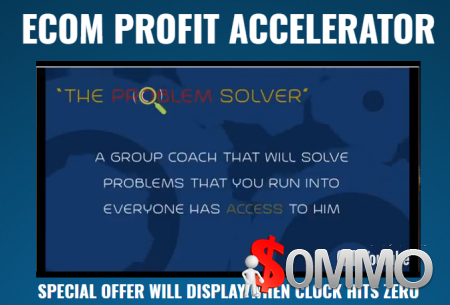 ECOM PROFIT ACCELERATOR
"THE PROBLEM SOLVER"
A GROUP COACH THAT WILL SOLVE
PROBLEMS THAT YOU RUN INTO
EVERYONE HAS ACCESS TO HIM
$OMMO
SPECIAL OFFER WILL DISPLAY WHEN CLOCK HITS ZERO